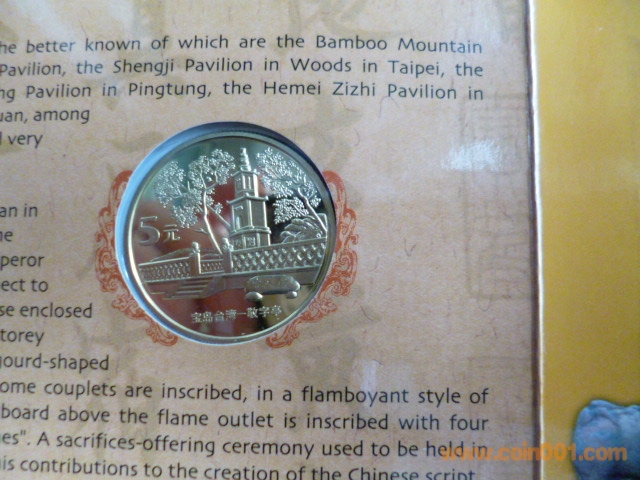 he better known of which are the Bamboo Mountain
Pavilion, the Shengji Pavilion in Woods in Taipei, the
ng Pavilion in Pingtung, the Hemei Zizhi Pavilion in
uan, among
l very
an in
ne
peror
ect to
se enclosed
torey
gourd-shaped
ome couplets are inscribed, in a flamboyant style of
board above the flame outlet is inscribed with four
es". A sacrifices-offering ceremony used to be held in
his contributions to the creation of the Chinese script
5元
宝岛台湾-敬字亭
www.coin001.com